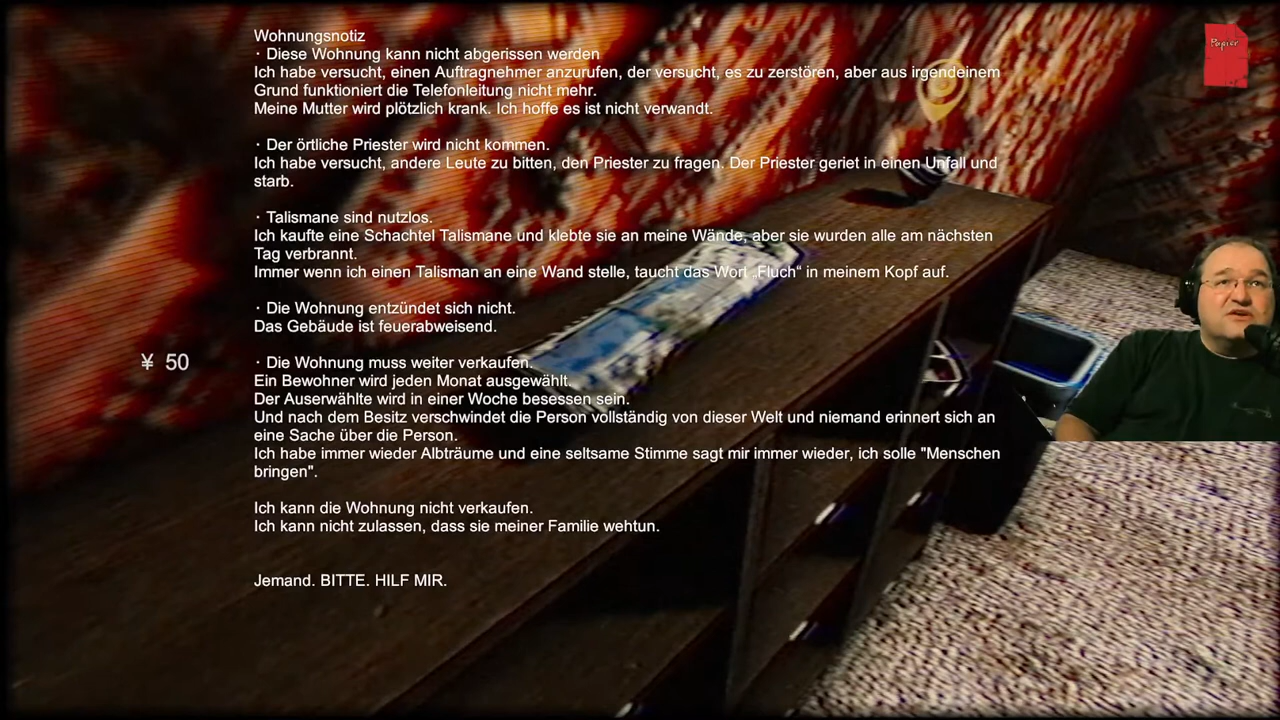 Wohnungsnotiz
· Diese Wohnung kann nicht abgerissen werden
Ich habe versucht, einen Auftragnehmer anzurufen, der versucht, es zu zerstören, aber aus irgendeinem
Grund funktioniert die Telefonleitung nicht mehr.
Meine Mutter wird plötzlich krank. Ich hoffe es ist nicht verwandt.
· Der örtliche Priester wird nicht kommen.
Ich habe versucht, andere Leute zu bitten, den Priester zu fragen. Der Priester geriet in einen Unfall und
starb.
· Talismane sind nutzlos.
Ich kaufte eine Schachtel Talismane und klebte sie an meine Wände, aber sie wurden alle am nächsten
Tag verbrannt.
Immer wenn ich einen Talisman an eine Wand stelle, taucht das Wort „Fluch“ in meinem Kopf auf.
· Die Wohnung entzündet sich nicht.
Das Gebäude ist feuerabweisend.
· Die Wohnung muss weiter verkaufen.
Ein Bewohner wird jeden Monat ausgewählt.
Der Auserwählte wird in einer Woche besessen sein.
Und nach dem Besitz verschwindet die Person vollständig von dieser Welt und niemand erinnert sich an
eine Sache über die Person.
Ich habe immer wieder Albträume und eine seltsame Stimme sagt mir immer wieder, ich solle "Menschen
bringen".
Ich kann die Wohnung nicht verkaufen.
Ich kann nicht zulassen, dass sie meiner Familie wehtun.
Jemand. BITTE. HILF MIR.
¥ 50
Papier